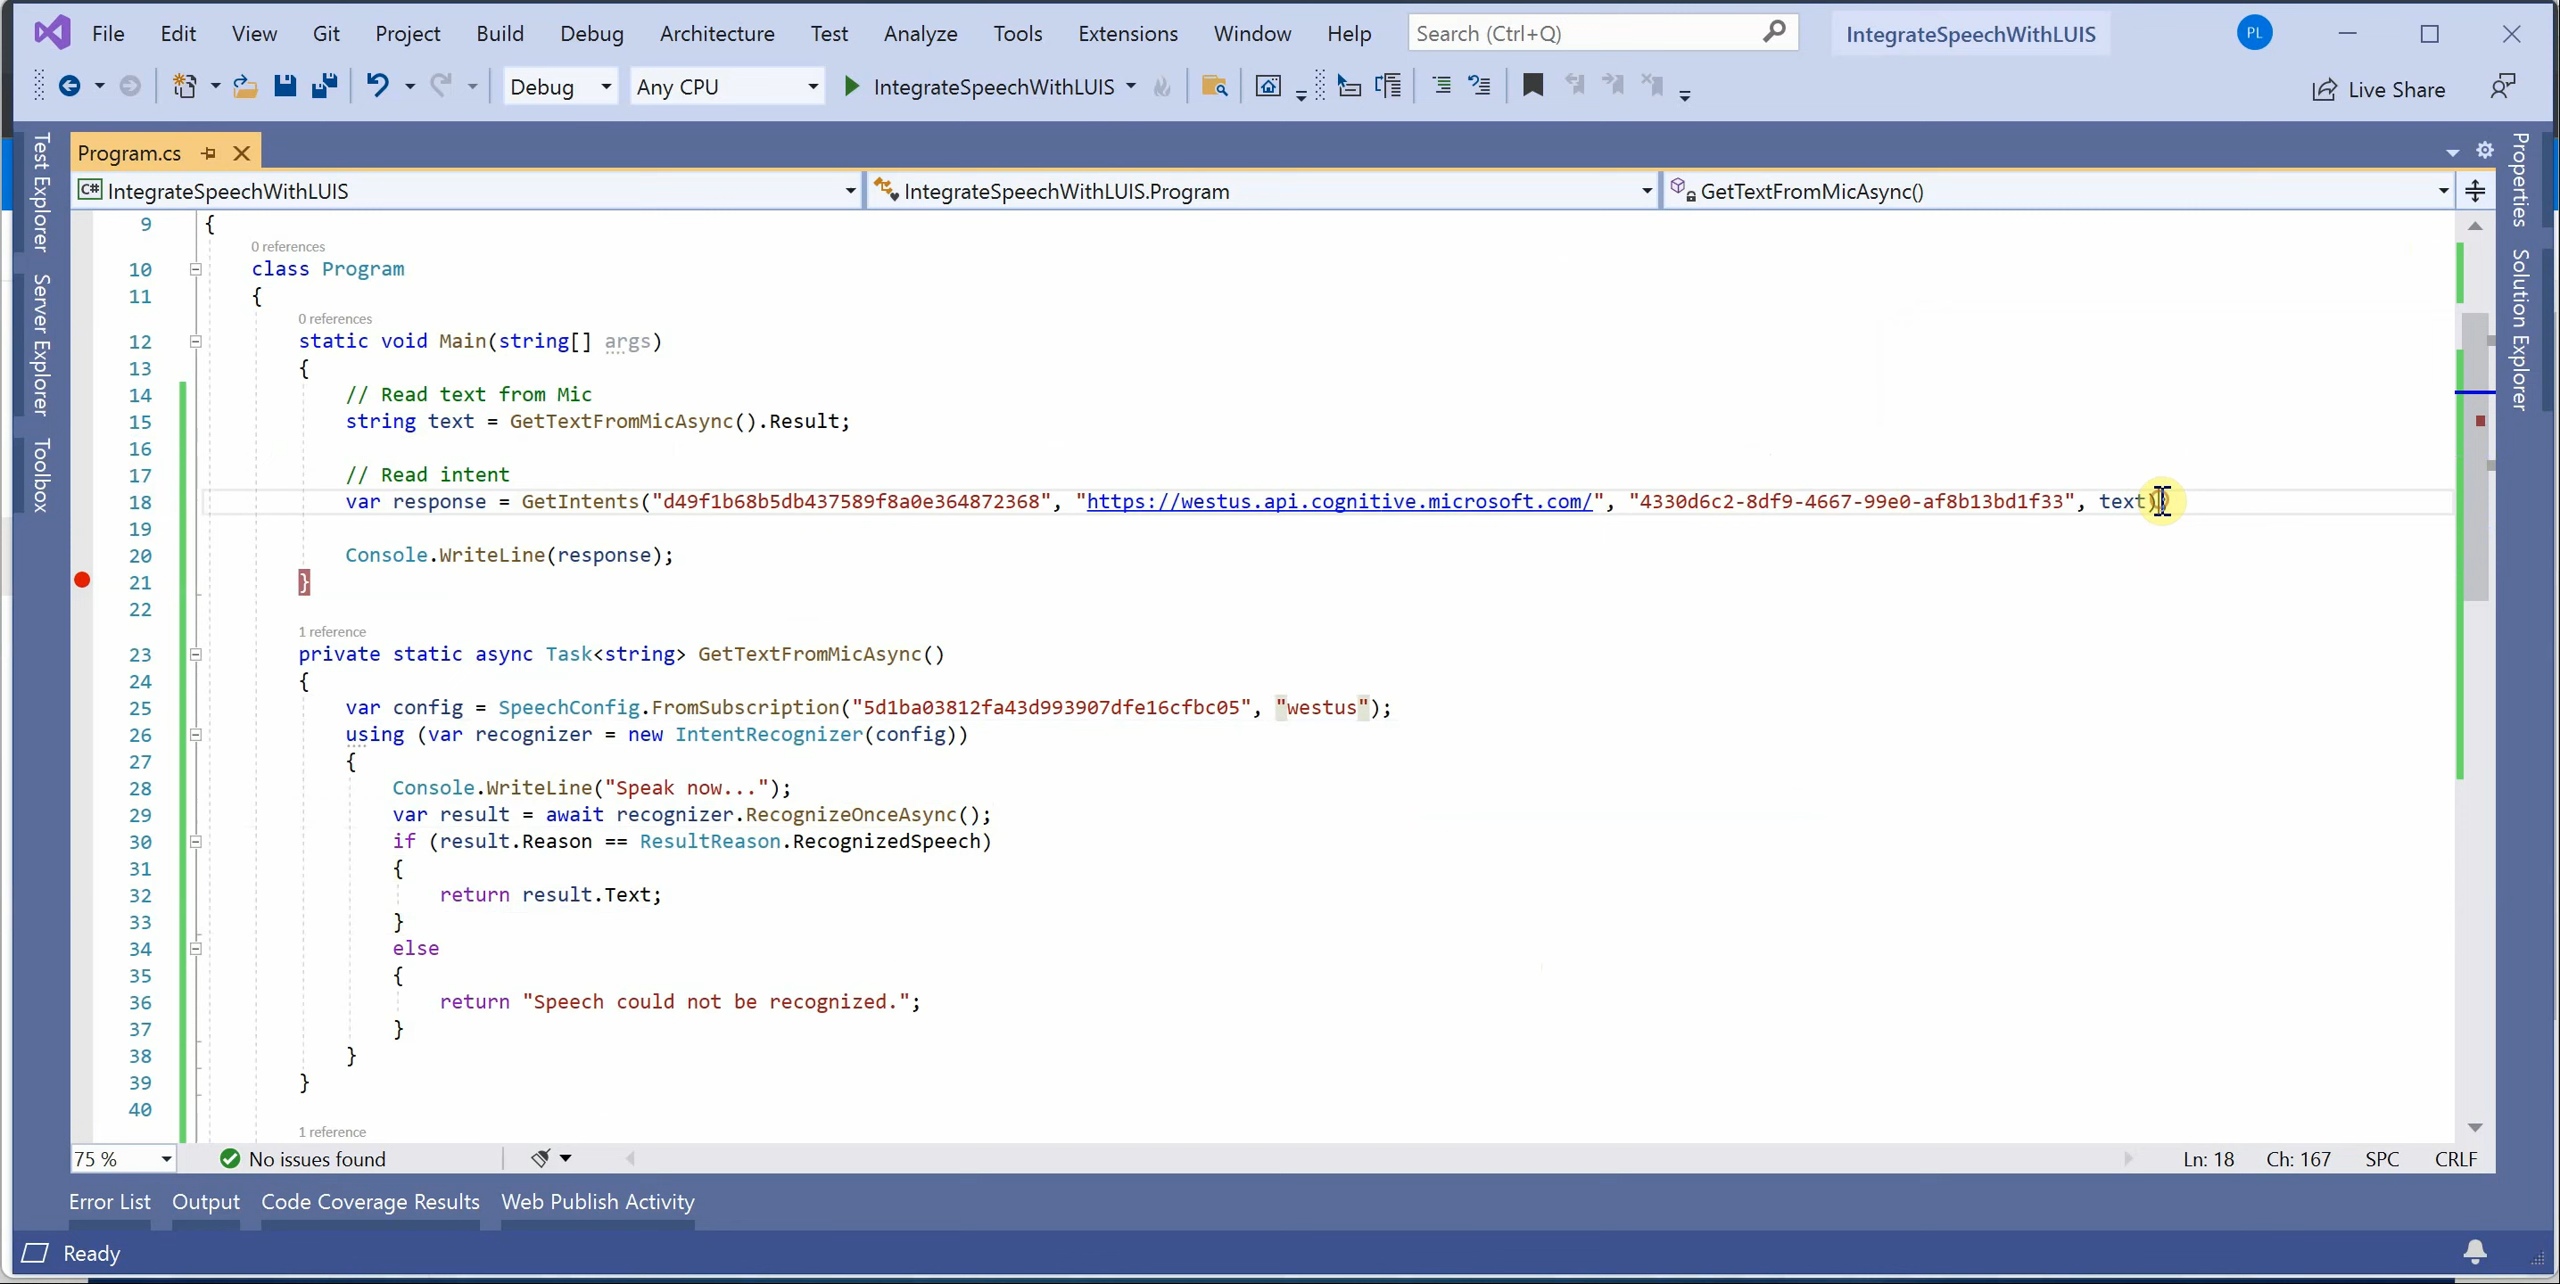 File Edit View Git Project Build Debug Architecture Test Analyze Tools Extensions Window Help Search (Ctrl+Q) IntegrateSpeechWithLUIS PL
Debug Any CPU IntegrateSpeechWithLUIS Live Share
Test Explorer
Server Explorer
Toolbox
Program.cs
C# IntegrateSpeechWithLUIS IntegrateSpeechWithLUIS.Program GetTextFromMicAsync()
9 {
0 references
10 class Program
11 {
0 references
12 static void Main(string[] args)
13 {
14 // Read text from Mic
15 string text = GetTextFromMicAsync().Result;
16
17 // Read intent
18 var response = GetIntents("d49f1b68b5db437589f8a0e364872368", "https://westus.api.cognitive.microsoft.com/", "4330d6c2-8df9-4667-99e0-af8b13bd1f33", text)
19
20 Console.WriteLine(response);
21 }
22
1 reference
23 private static async Task<string> GetTextFromMicAsync()
24 {
25 var config = SpeechConfig.FromSubscription("5d1ba03812fa43d993907dfe16cfbc05", "westus");
26 using (var recognizer = new IntentRecognizer(config))
27 {
28 Console.WriteLine("Speak now...");
29 var result = await recognizer.RecognizeOnceAsync();
30 if (result.Reason == ResultReason.RecognizedSpeech)
31 {
32 return result.Text;
33 }
34 else
35 {
36 return "Speech could not be recognized.";
37 }
38 }
39 }
40
1 reference
Properties
Solution Explorer
75 % No issues found Ln: 18 Ch: 167 SPC CRLF
Error List Output Code Coverage Results Web Publish Activity
Ready